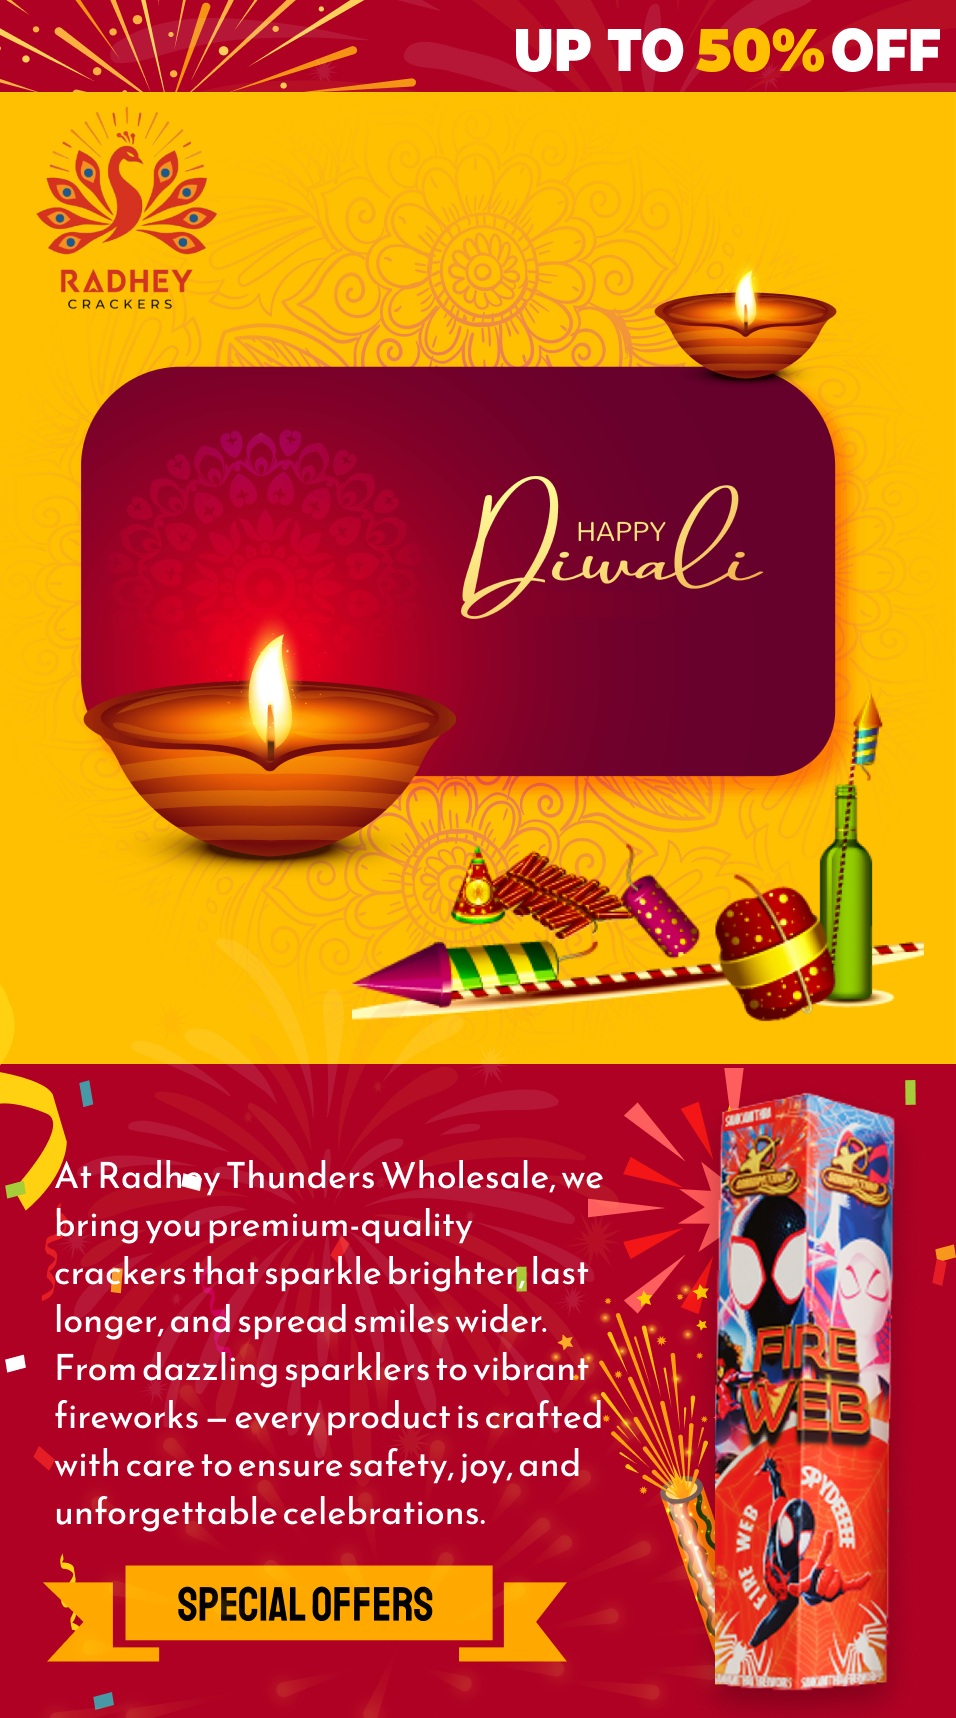 UP TO 50% OFF
RADHEY
CRACKERS
HAPPY
Diwali
At Radhey Thunders Wholesale, we
bring you premium-quality
crackers that sparkle brighter, last
longer, and spread smiles wider.
From dazzling sparklers to vibrant
fireworks – every product is crafted
with care to ensure safety, joy, and
unforgettable celebrations.
SPECIAL OFFERS
FIRE
WEB
SPYDEEEEE
FIRE WEB